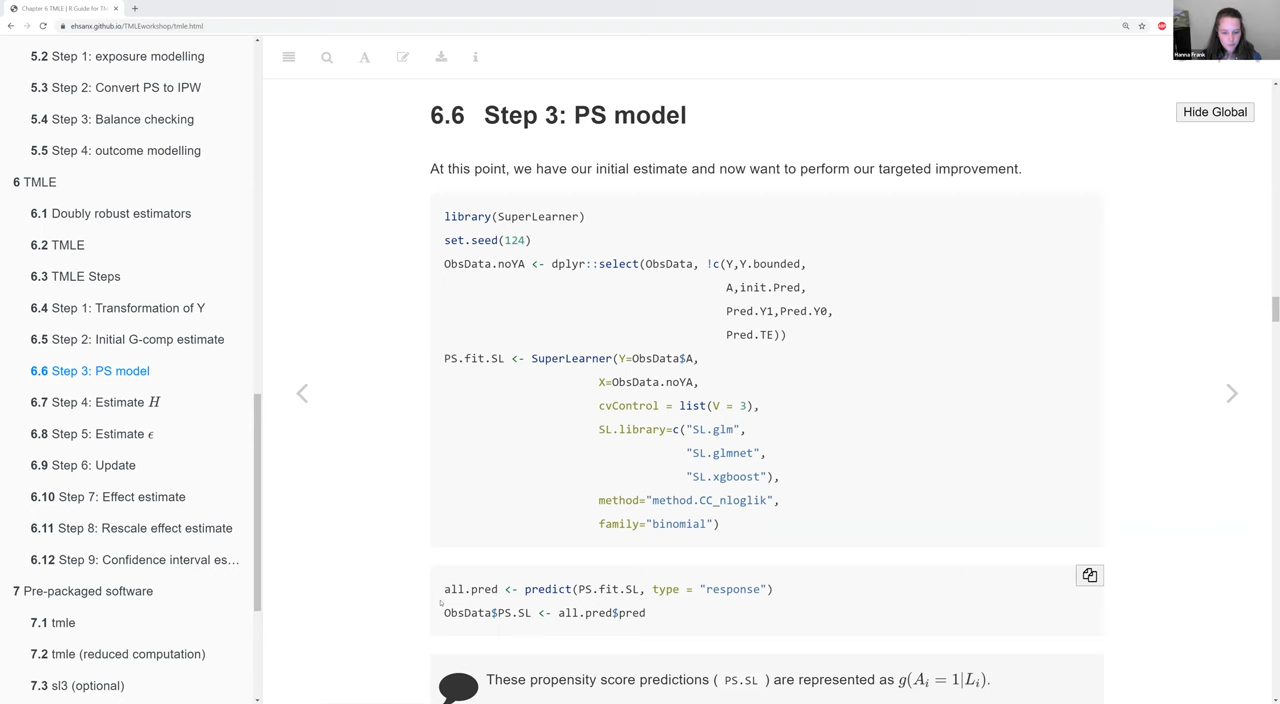 Chapter 6 TMLE | R Guide for TM
ehsanx.github.io/TMLEworkshop/tmle.html
Hanna Frank
5.2 Step 1: exposure modelling
5.3 Step 2: Convert PS to IPW
5.4 Step 3: Balance checking
5.5 Step 4: outcome modelling
6 TMLE
6.1 Doubly robust estimators
6.2 TMLE
6.3 TMLE Steps
6.4 Step 1: Transformation of Y
6.5 Step 2: Initial G-comp estimate
6.6 Step 3: PS model
6.7 Step 4: Estimate H
6.8 Step 5: Estimate ϵ
6.9 Step 6: Update
6.10 Step 7: Effect estimate
6.11 Step 8: Rescale effect estimate
6.12 Step 9: Confidence interval es...
7 Pre-packaged software
7.1 tmle
7.2 tmle (reduced computation)
7.3 sl3 (optional)
6.6 Step 3: PS model
Hide Global
At this point, we have our initial estimate and now want to perform our targeted improvement.
library(SuperLearner)
set.seed(124)
ObsData.noYA <- dplyr::select(ObsData, !c(Y,Y.bounded,
A,init.Pred,
Pred.Y1,Pred.Y0,
Pred.TE))
PS.fit.SL <- SuperLearner(Y=ObsData$A,
X=ObsData.noYA,
cvControl = list(V = 3),
SL.library=c("SL.glm",
"SL.glmnet",
"SL.xgboost"),
method="method.CC_nloglik",
family="binomial")
all.pred <- predict(PS.fit.SL, type = "response")
ObsData$PS.SL <- all.pred$pred
These propensity score predictions ( PS.SL ) are represented as g(A_i = 1|L_i).